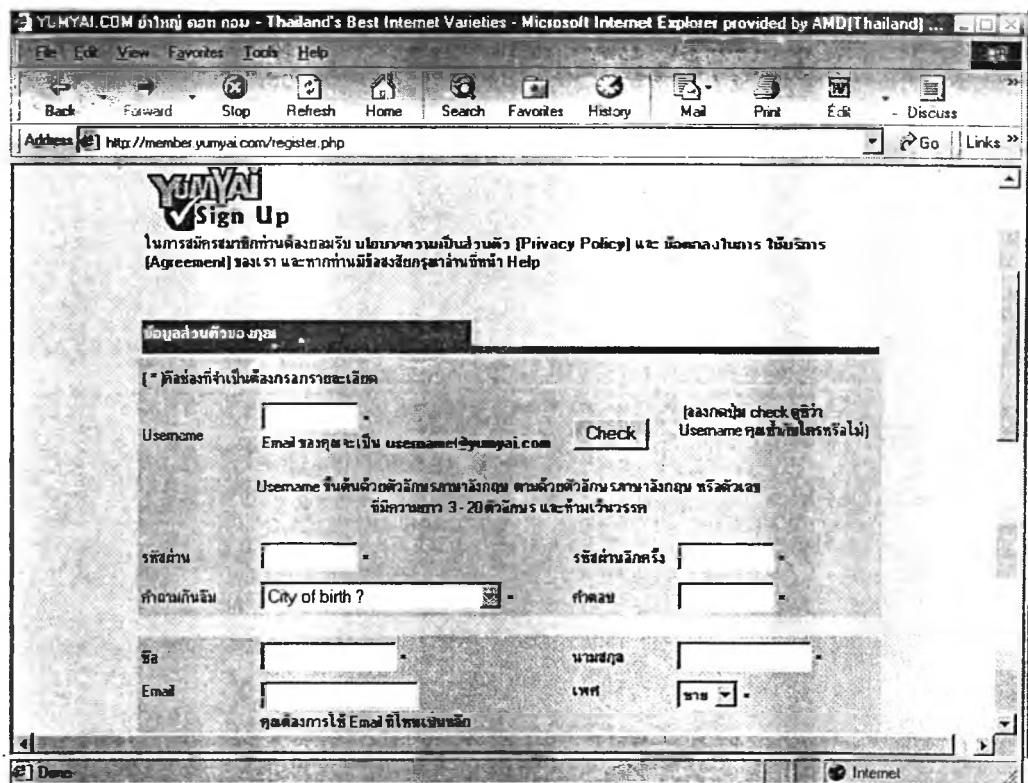 YUMYAI.COM ยำใหญ่ ดอท คอม - Thailand's Best Internet Varieties - Microsoft Internet Explorer provided by AMD[Thailand] ...
File Edit View Favorites Tools Help
Back Forward Stop Refresh Home Search Favorites History Mail Print Edit Discuss
Address http://member.yumyai.com/register.php Go Links »
YUMYAI
Sign Up
ในการสมัครสมาชิกท่านต้องยอมรับ นโยบายความเป็นส่วนตัว [Privacy Policy] และ ข้อตกลงในการ ใช้บริการ
[Agreement] ของเรา และหากท่านมีข้อสงสัยกรุณาอ่านที่หน้า Help
ข้อมูลส่วนตัวของคุณ
( * )คือช่องที่จำเป็นต้องกรอกรายละเอียด
Username * Check (ลองกดปุ่ม check ดูซิว่า
Username คุณซ้ำกับใครหรือไม่)
Email ของคุณจะเป็น username@yumyai.com
Username ขึ้นต้นด้วยตัวอักษรภาษาอังกฤษ ตามด้วยตัวอักษรภาษาอังกฤษ หรือตัวเลข
ที่มีความยาว 3 - 20 ตัวอักษร และห้ามเว้นวรรค
รหัสผ่าน * รหัสผ่านอีกครั้ง *
คำถามกันลืม City of birth ? * คำตอบ *
ชื่อ * นามสกุล *
Email เพศ ชาย *
คุณต้องการใช้ Email ที่ไหนเป็นหลัก
Done Internet